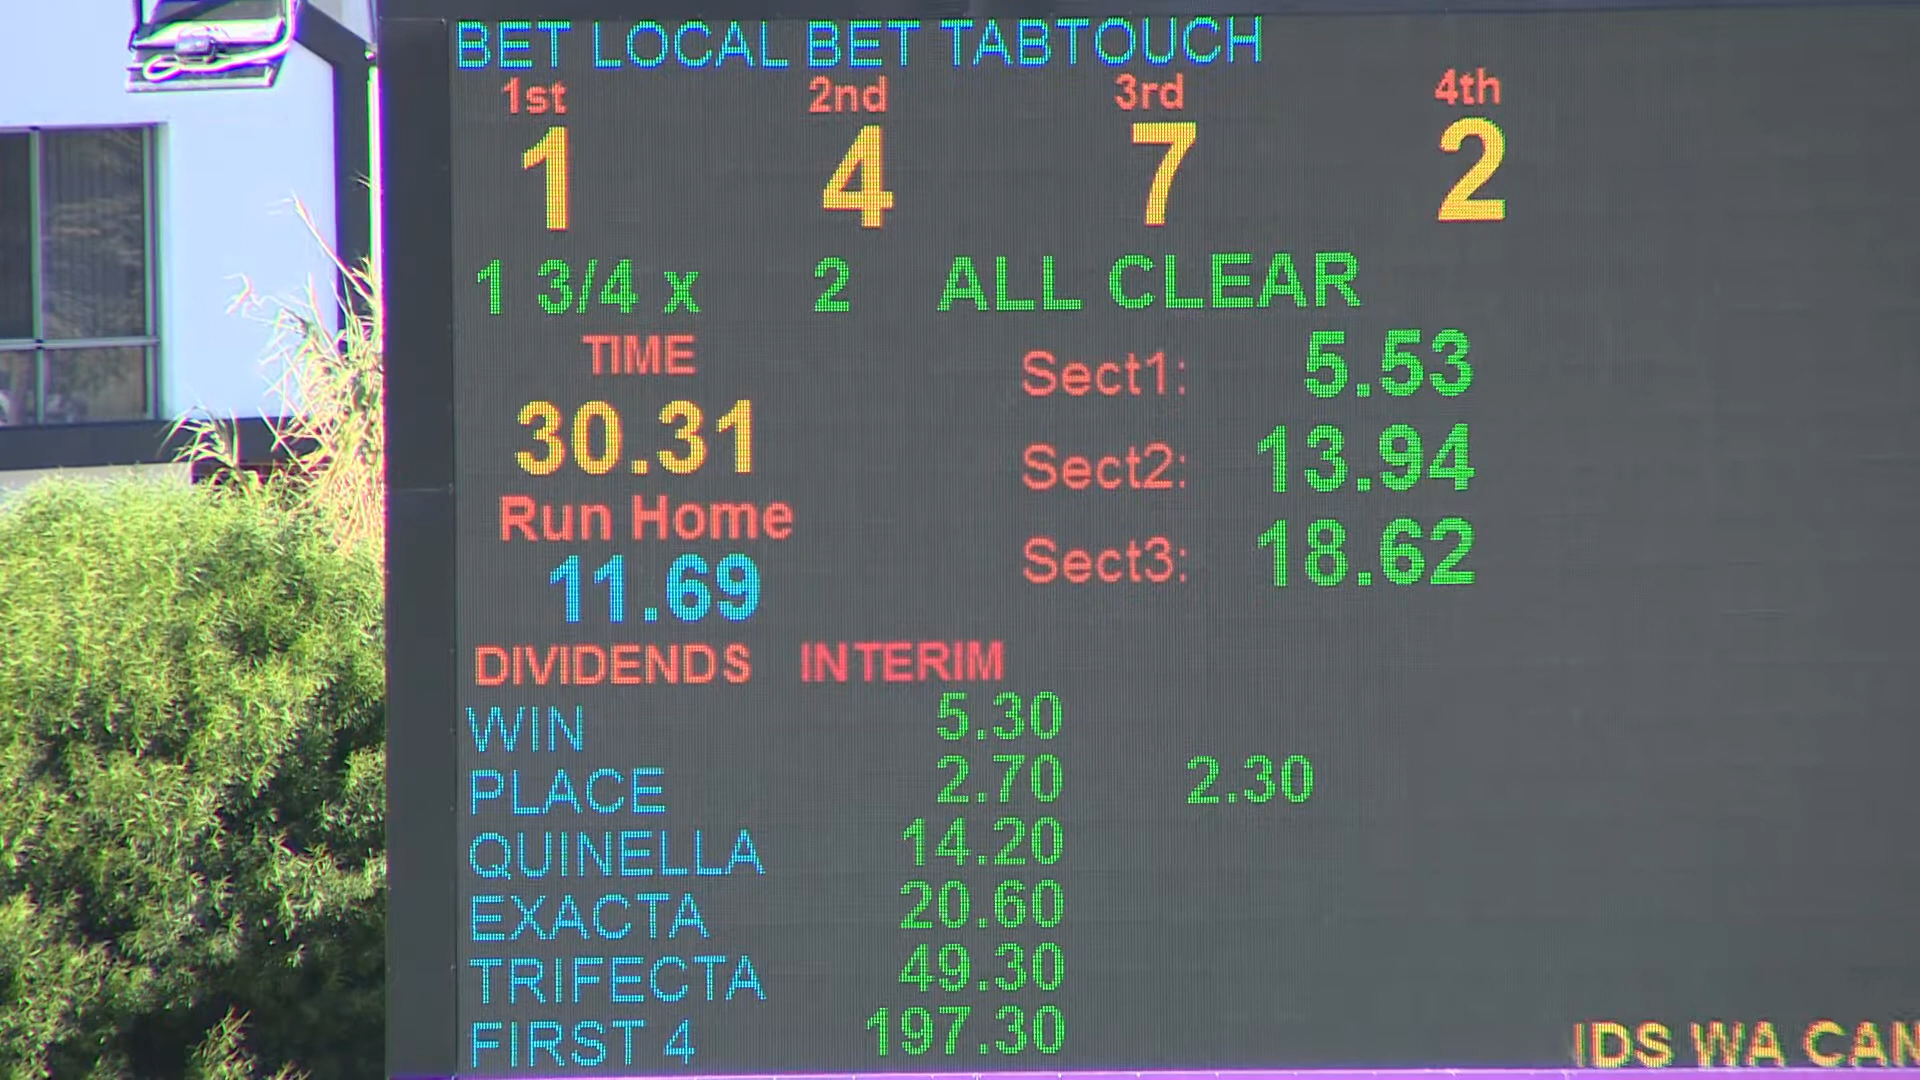 BET LOCAL BET TABTOUCH
1st 2nd 3rd 4th
1 4 7 2
1 3/4 x 2 ALL CLEAR
TIME
30.31
Run Home
11.69
Sect1: 5.53
Sect2: 13.94
Sect3: 18.62
DIVIDENDS INTERIM
WIN 5.30
PLACE 2.70 2.30
QUINELLA 14.20
EXACTA 20.60
TRIFECTA 49.30
FIRST 4 197.30
IDS WA CAN